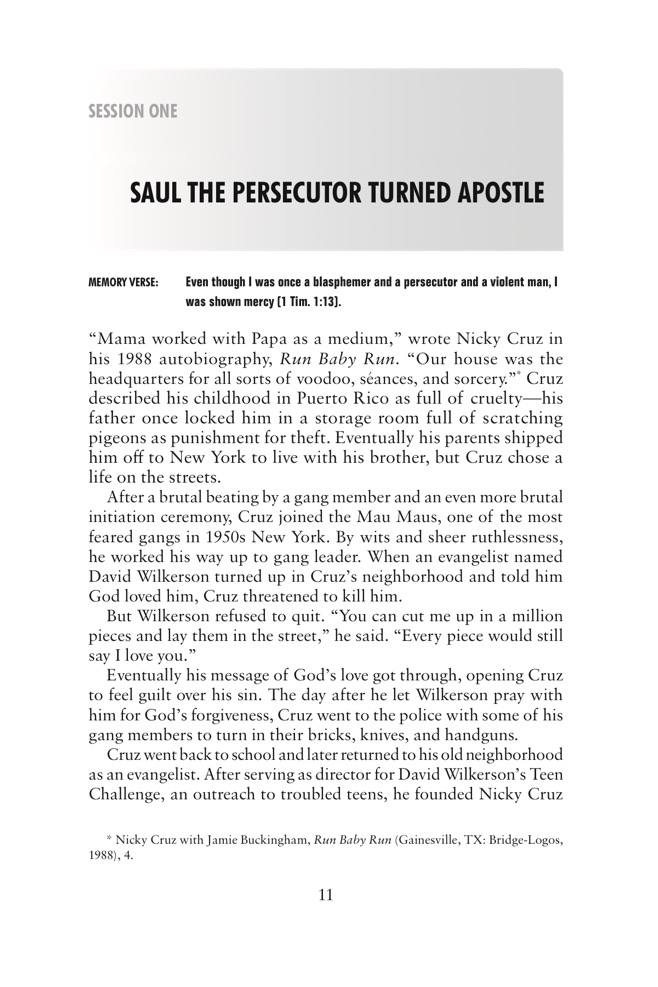 SESSION ONE
SAUL THE PERSECUTOR TURNED APOSTLE
MEMORY VERSE: Even though I was once a blasphemer and a persecutor and a violent man, I
was shown mercy (1 Tim. 1:13).
“Mama worked with Papa as a medium,” wrote Nicky Cruz in
his 1988 autobiography, Run Baby Run. “Our house was the
headquarters for all sorts of voodoo, séances, and sorcery.”* Cruz
described his childhood in Puerto Rico as full of cruelty—his
father once locked him in a storage room full of scratching
pigeons as punishment for theft. Eventually his parents shipped
him off to New York to live with his brother, but Cruz chose a
life on the streets.
After a brutal beating by a gang member and an even more brutal
initiation ceremony, Cruz joined the Mau Maus, one of the most
feared gangs in 1950s New York. By wits and sheer ruthlessness,
he worked his way up to gang leader. When an evangelist named
David Wilkerson turned up in Cruz’s neighborhood and told him
God loved him, Cruz threatened to kill him.
But Wilkerson refused to quit. “You can cut me up in a million
pieces and lay them in the street,” he said. “Every piece would still
say I love you.”
Eventually his message of God’s love got through, opening Cruz
to feel guilt over his sin. The day after he let Wilkerson pray with
him for God’s forgiveness, Cruz went to the police with some of his
gang members to turn in their bricks, knives, and handguns.
Cruz went back to school and later returned to his old neighborhood
as an evangelist. After serving as director for David Wilkerson’s Teen
Challenge, an outreach to troubled teens, he founded Nicky Cruz
* Nicky Cruz with Jamie Buckingham, Run Baby Run (Gainesville, TX: Bridge-Logos,
1988), 4.
11